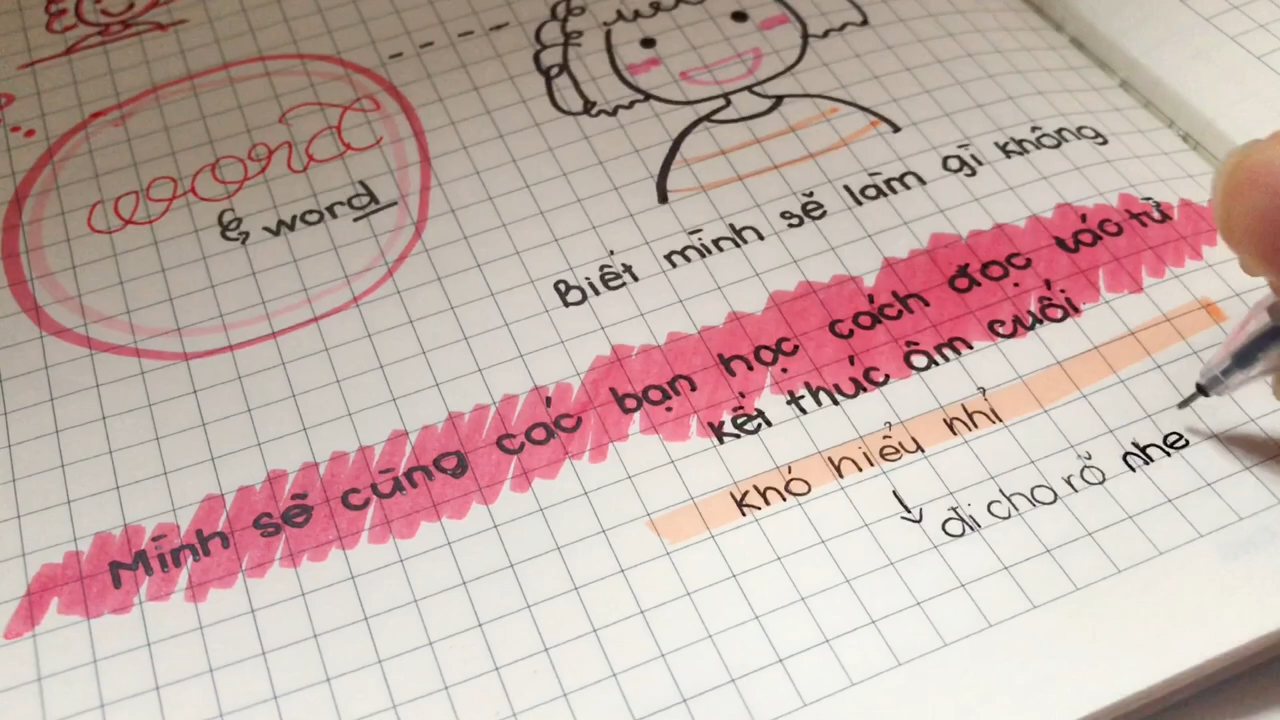 word
& word
Biết mình sẽ làm gì không
Mình sẽ cùng các bạn học cách đọc các từ
kết thúc âm cuối
khó hiểu nhỉ
↓ đi cho rõ nhe